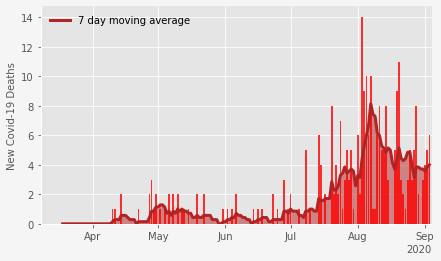 14
7 day moving average
12
10
8
6
4
2
0
New Covid-19 Deaths
Apr
May
Jun
Jul
Aug
Sep
2020